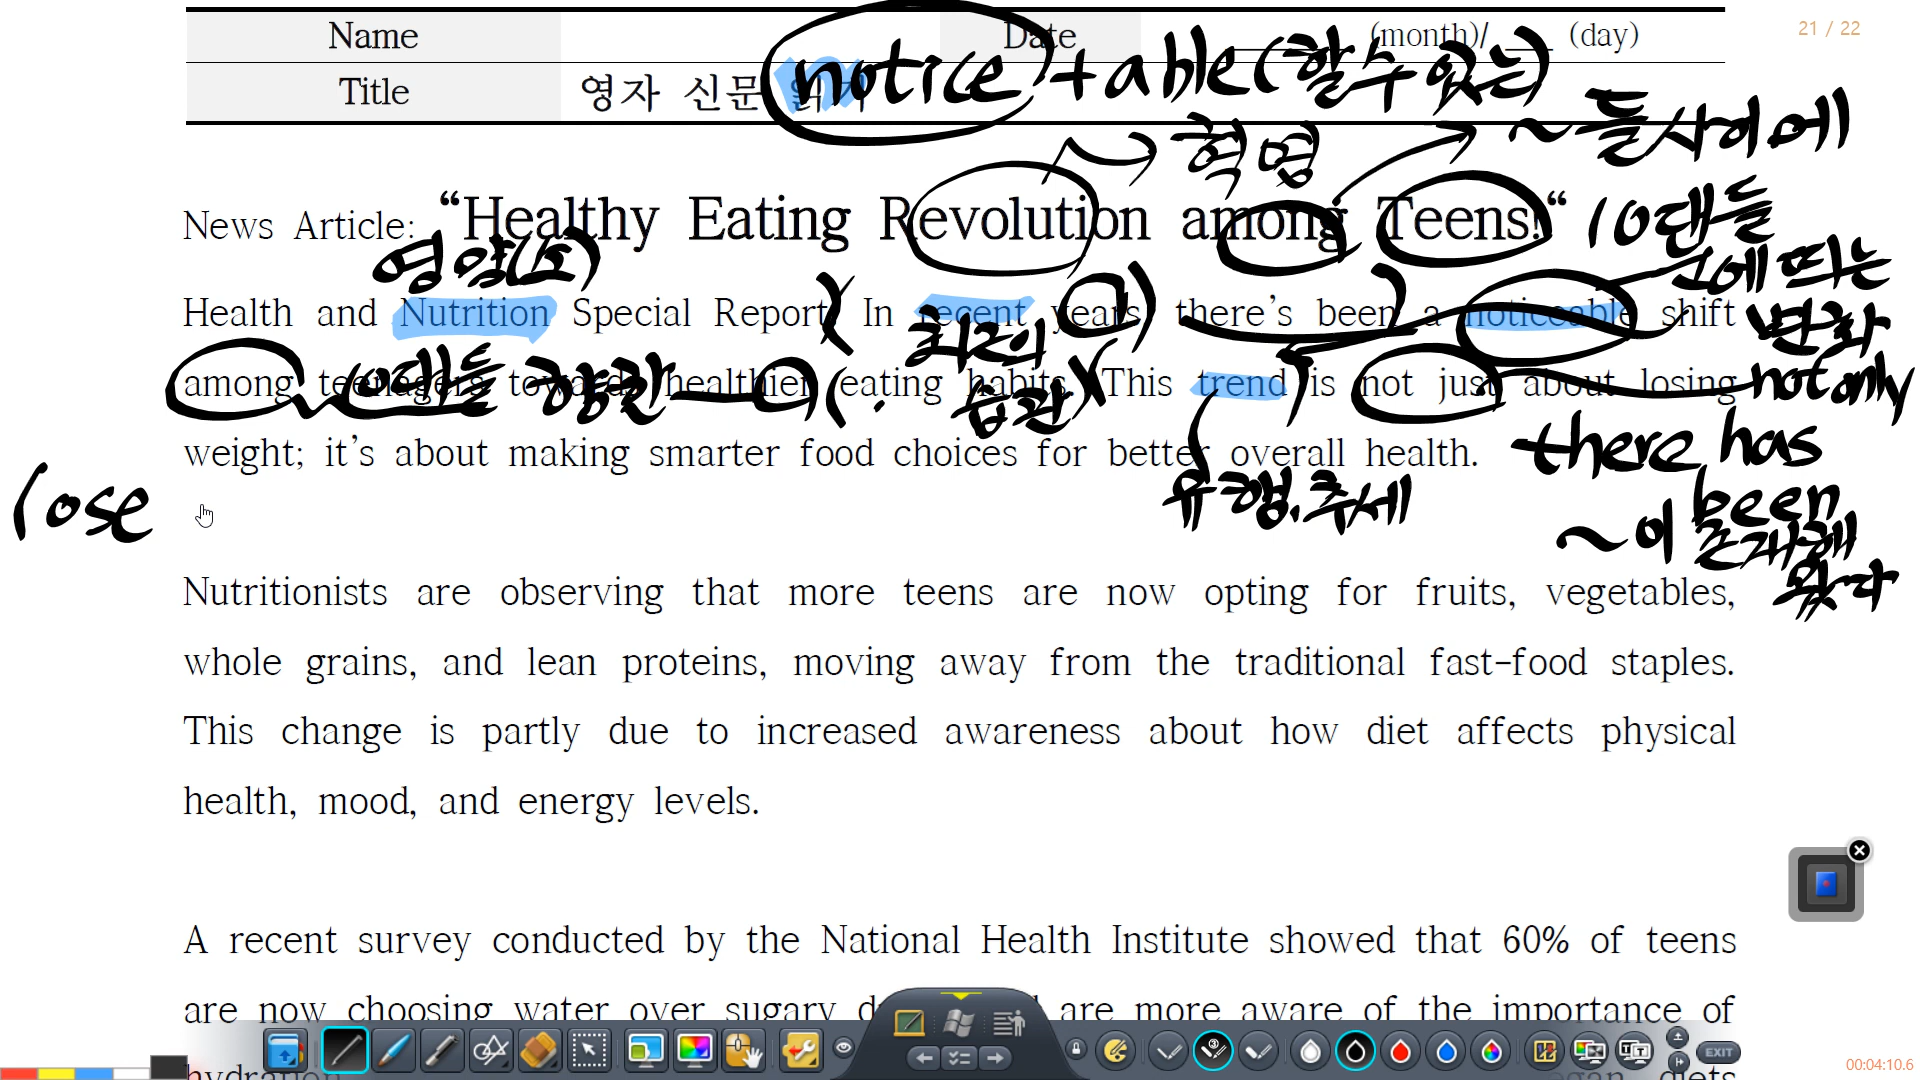 Name Date (month)/ (day) 21 / 22
Title 영자 신문 읽기
notice + able (할 수 있는)
혁명 ~들 사이에
News Article: “Healthy Eating Revolution among Teens!“ 10대들
영양(소) 눈에 띄는
Health and Nutrition Special Report In recent years there's been a noticeable shift 변화
최근의
among teenagers towards healthier eating habits This trend is not just about losing not only
10대들 향한 습관
weight; it's about making smarter food choices for better overall health. there has
lose 유행, 추세 been
~이 존재해
왔다
Nutritionists are observing that more teens are now opting for fruits, vegetables,
whole grains, and lean proteins, moving away from the traditional fast-food staples.
This change is partly due to increased awareness about how diet affects physical
health, mood, and energy levels.
A recent survey conducted by the National Health Institute showed that 60% of teens
are now choosing water over sugary are more aware of the importance of
diets
EXIT
00:04:10.6